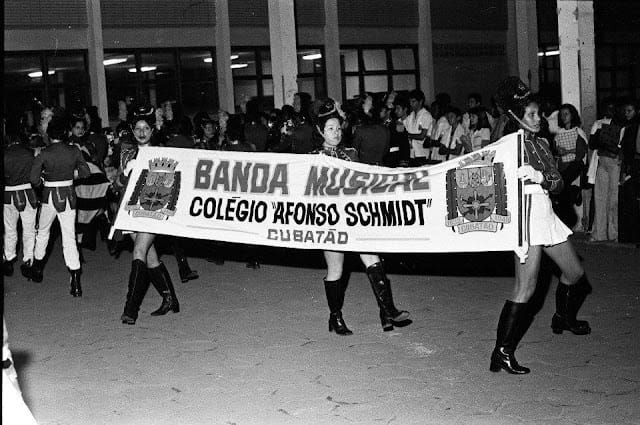 BANDA MUSICAL
COLÉGIO "AFONSO SCHMIDT"
CUBATÃO